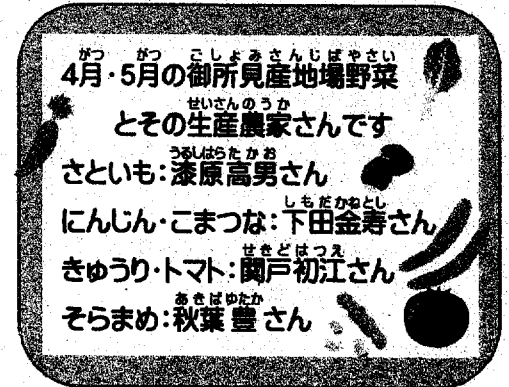 4月・5月の御所見産地場野菜
とその生産農家さんです
さといも：漆原高男さん
にんじん・こまつな：下田金寿さん
きゅうり・トマト：関戸初江さん
そらまめ：秋葉 豊 さん